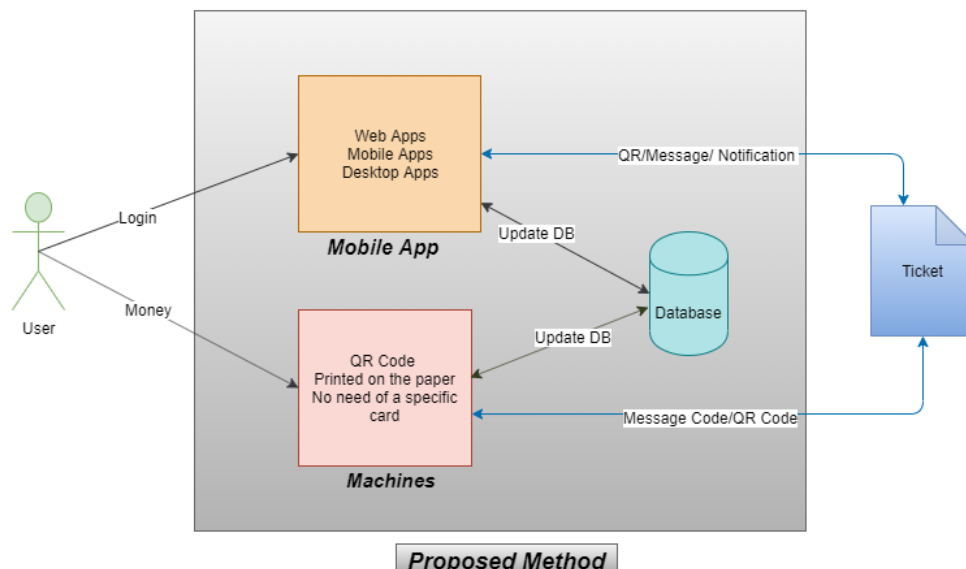 Web Apps
Mobile Apps
Desktop Apps
QR/Message/ Notification
Login
Mobile App
Update DB
Ticket
User
Money
Database
Update DB
QR Code
Printed on the paper
No need of a specific
card
Message Code/QR Code
Machines
Proposed Method